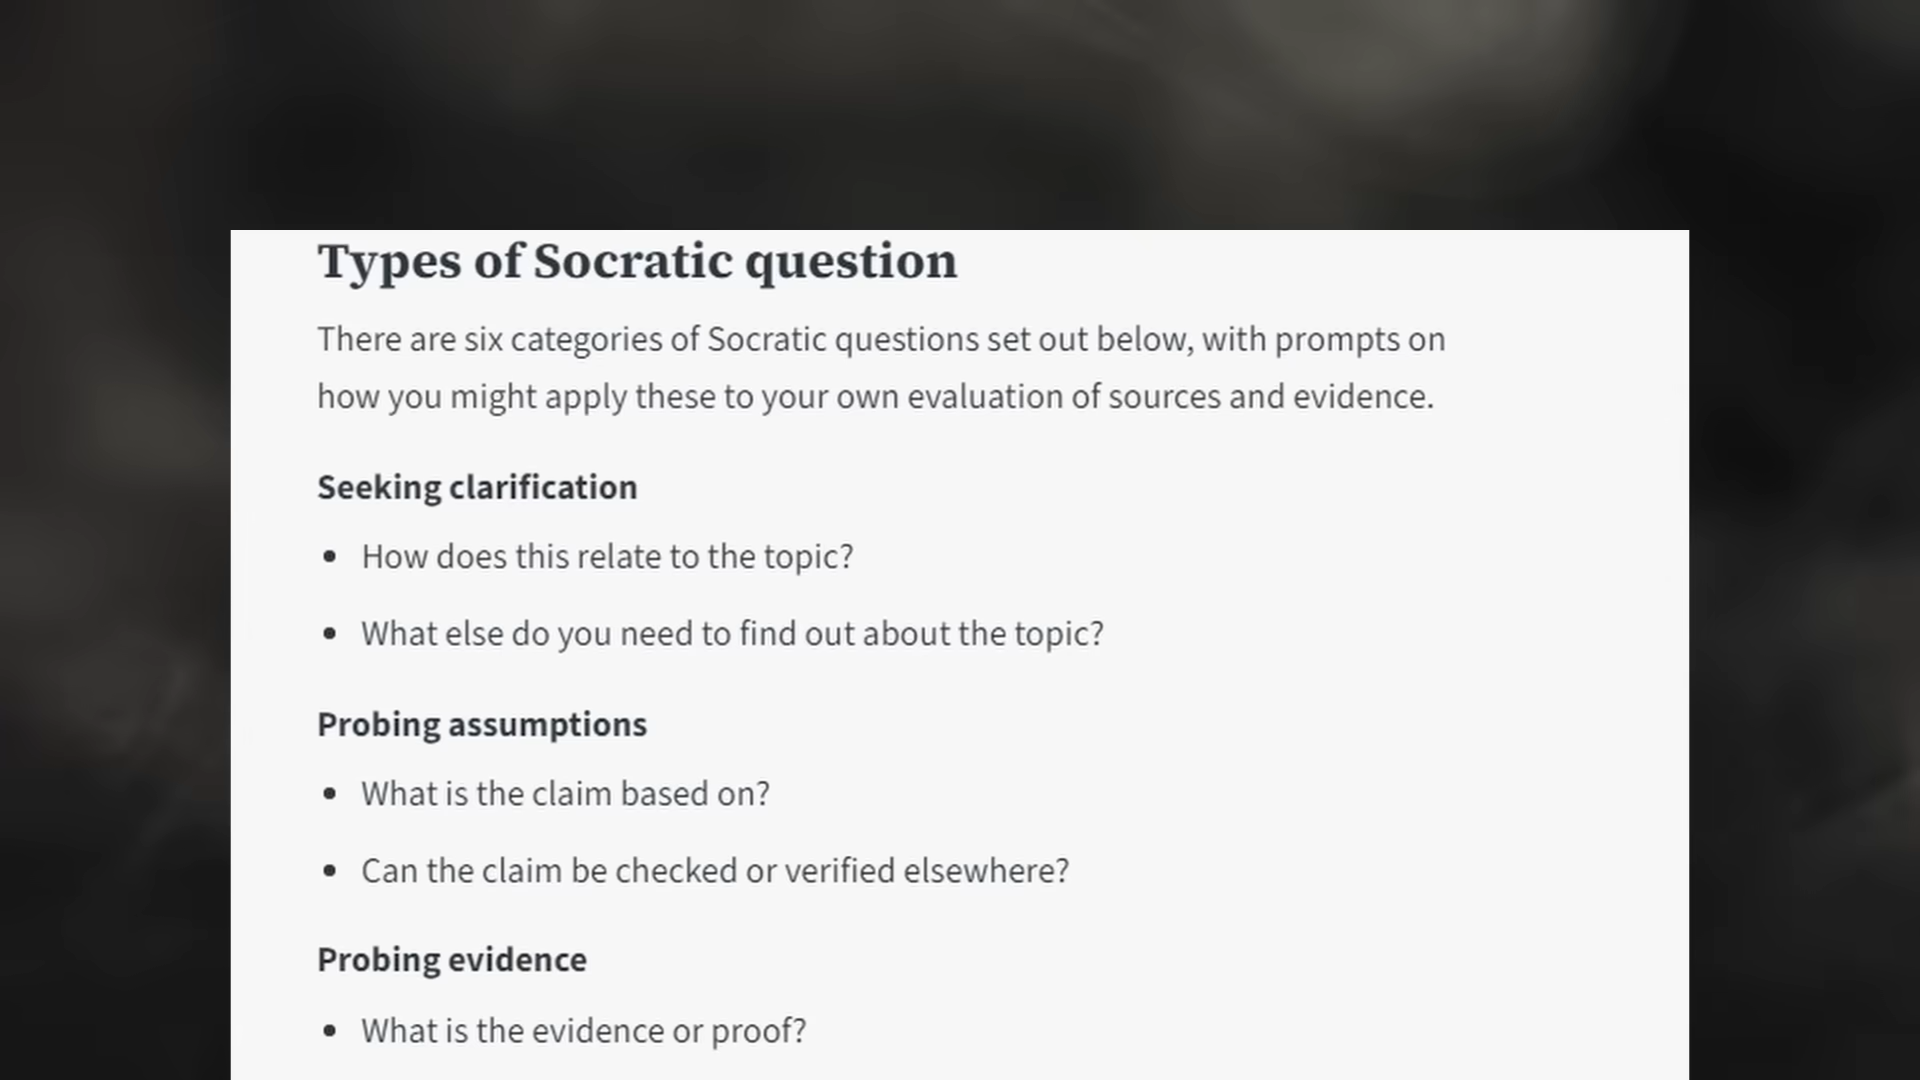 Types of Socratic question
There are six categories of Socratic questions set out below, with prompts on
how you might apply these to your own evaluation of sources and evidence.
Seeking clarification
• How does this relate to the topic?
• What else do you need to find out about the topic?
Probing assumptions
• What is the claim based on?
• Can the claim be checked or verified elsewhere?
Probing evidence
• What is the evidence or proof?